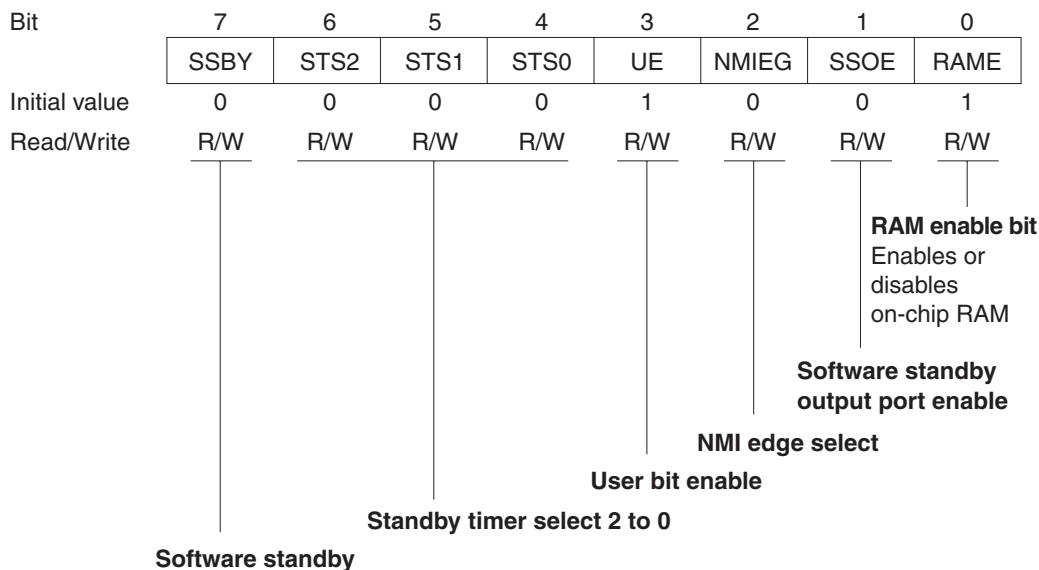 Bit 7 6 5 4 3 2 1 0
SSBY STS2 STS1 STS0 UE NMIEG SSOE RAME
Initial value 0 0 0 0 1 0 0 1
Read/Write R/W R/W R/W R/W R/W R/W R/W R/W
RAM enable bit
Enables or
disables
on-chip RAM
Software standby
output port enable
NMI edge select
User bit enable
Standby timer select 2 to 0
Software standby